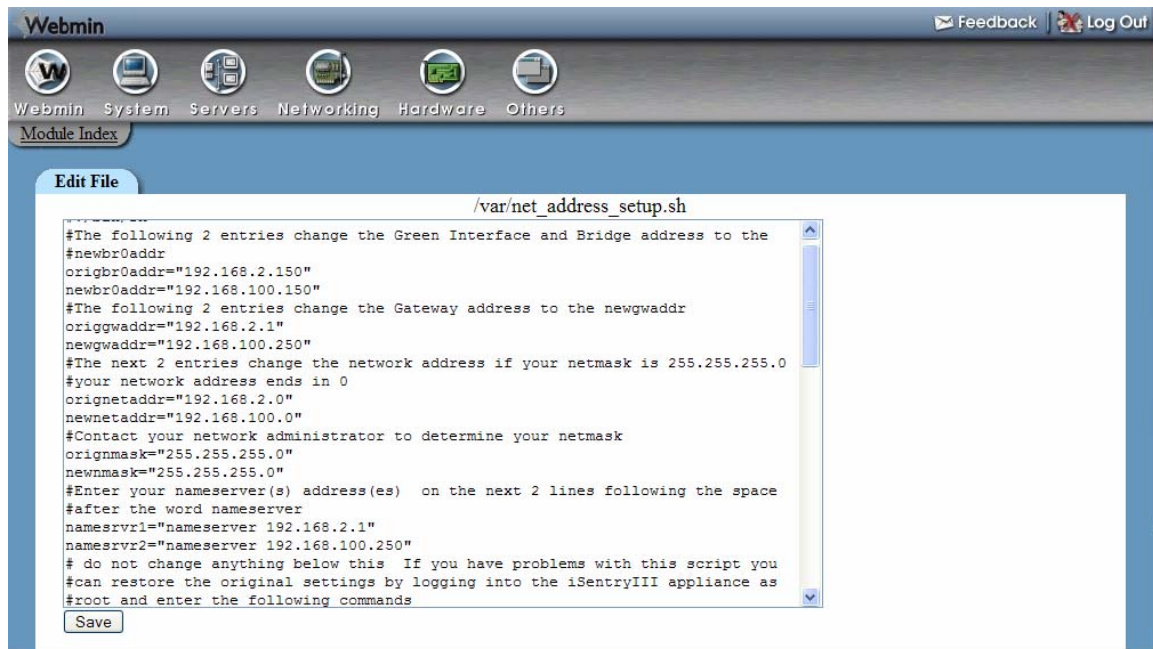 Webmin
Feedback
Log Out
Webmin System Servers Networking Hardware Others
Module Index
Edit File
/var/net_address_setup.sh
#The following 2 entries change the Green Interface and Bridge address to the
#newbr0addr
origbr0addr="192.168.2.150"
newbr0addr="192.168.100.150"
#The following 2 entries change the Gateway address to the newgwaddr
origgwaddr="192.168.2.1"
newgwaddr="192.168.100.250"
#The next 2 entries change the network address if your netmask is 255.255.255.0
#your network address ends in 0
orignetaddr="192.168.2.0"
newnetaddr="192.168.100.0"
#Contact your network administrator to determine your netmask
orignmask="255.255.255.0"
newnmask="255.255.255.0"
#Enter your nameserver(s) address(es)  on the next 2 lines following the space
#after the word nameserver
namesrvr1="nameserver 192.168.2.1"
namesrvr2="nameserver 192.168.100.250"
# do not change anything below this  If you have problems with this script you
#can restore the original settings by logging into the iSentryIII appliance as
#root and enter the following commands
Save